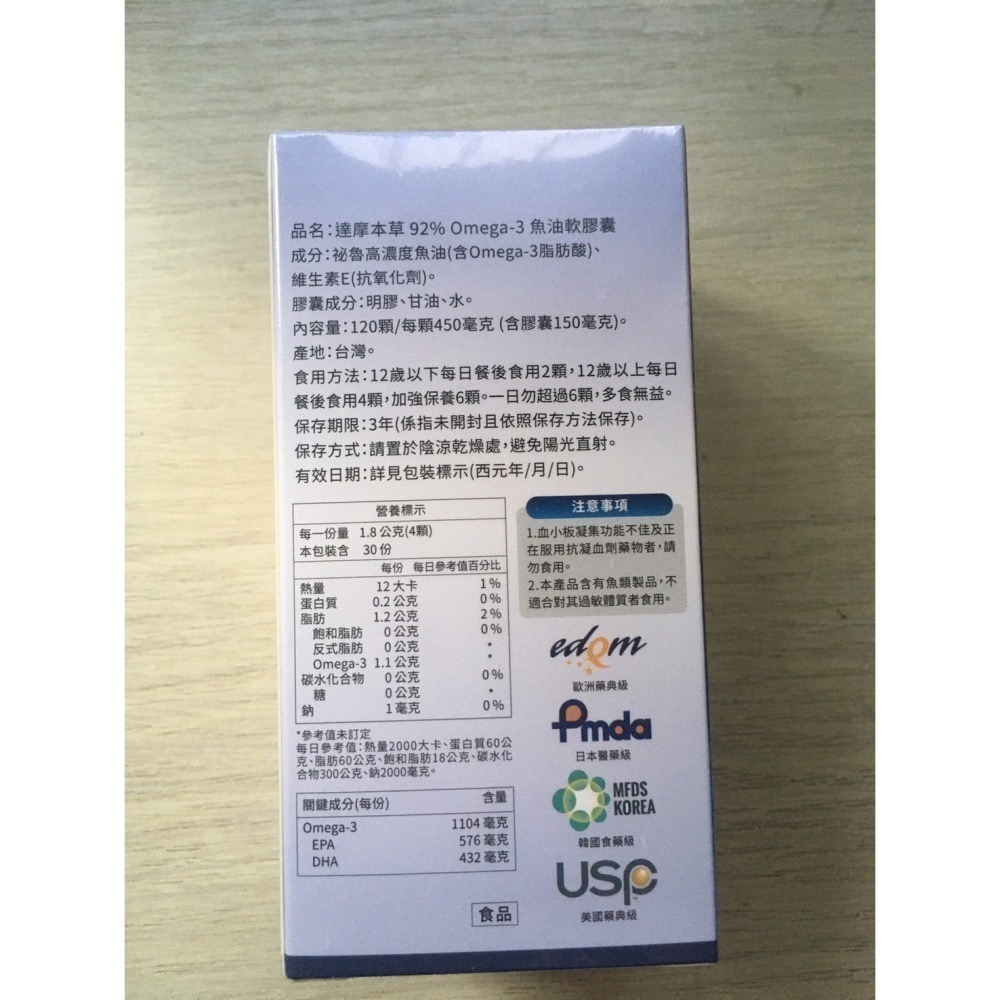 品名：達摩本草 92% Omega-3 魚油軟膠囊
成分：祕魯高濃度魚油(含Omega-3脂肪酸)、
維生素E(抗氧化劑)。
膠囊成分：明膠、甘油、水。
內容量：120顆/每顆450毫克 (含膠囊150毫克)。
產地：台灣。
食用方法：12歲以下每日餐後食用2顆，12歲以上每日
餐後食用4顆，加強保養6顆。一日勿超過6顆，多食無益。
保存期限：3年(係指未開封且依照保存方法保存)。
保存方式：請置於陰涼乾燥處，避免陽光直射。
有效日期：詳見包裝標示(西元年/月/日)。
營養標示
每一份量 1.8公克(4顆)
本包裝含 30份
每份 每日參考值百分比
熱量 12大卡 1%
蛋白質 0.2公克 0%
脂肪 1.2公克 2%
飽和脂肪 0公克 0%
反式脂肪 0公克 *
Omega-3 1.1公克 *
碳水化合物 0公克 0%
糖 0公克 *
鈉 1毫克 0%
*參考值未訂定
每日參考值：熱量2000大卡、蛋白質60公
克、脂肪60公克、飽和脂肪18公克、碳水化
合物300公克、鈉2000毫克。
關鍵成分(每份) 含量
Omega-3 1104毫克
EPA 576毫克
DHA 432毫克
食品
注意事項
1.血小板凝集功能不佳及正
在服用抗凝血劑藥物者，請
勿食用。
2.本產品含有魚類製品，不
適合對其過敏體質者食用。
edqm
歐洲藥典級
Pmda
日本醫藥級
MFDS
KOREA
韓國食藥級
USP
美國藥典級